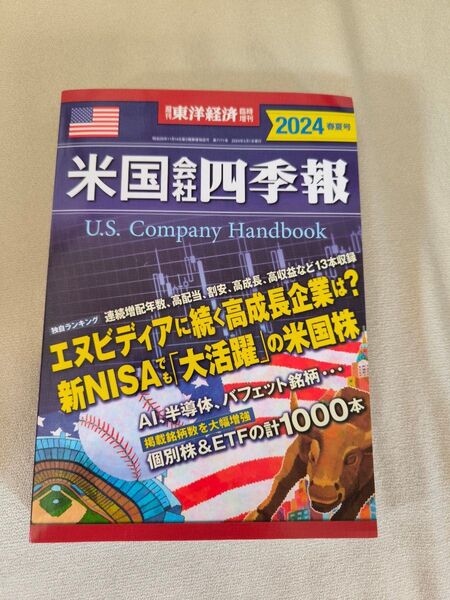 週刊 東洋経済 臨時増刊
2024 春夏号
米国会社四季報
U.S. Company Handbook
独自ランキング 連続増配年数、高配当、割安、高成長、高収益など13本収録
エヌビディアに続く高成長企業は?
新NISAでも「大活躍」の米国株
AI、半導体、バフェット銘柄・・・
掲載銘柄数を大幅増強
個別株&ETFの計1000本